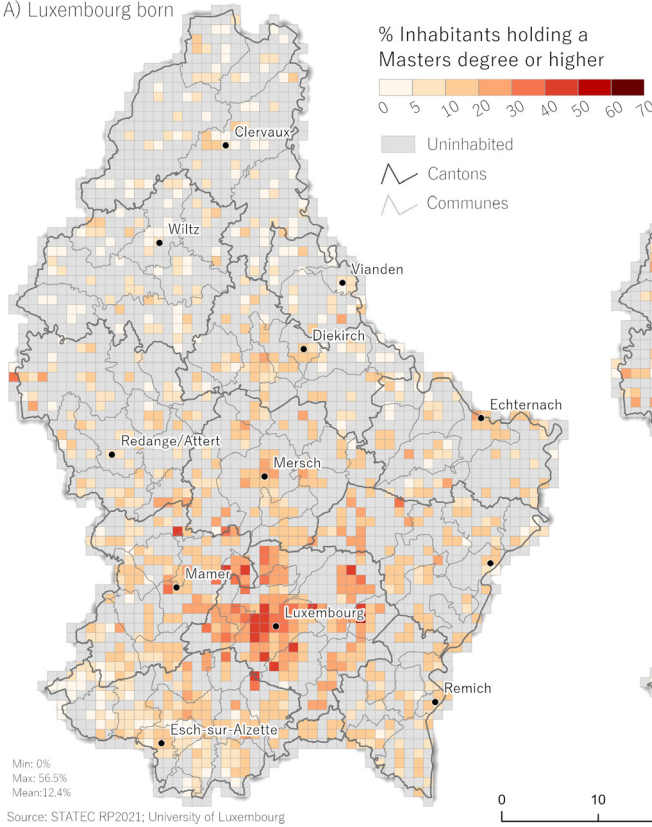 A) Luxembourg born
% Inhabitants holding a
Masters degree or higher
0 5 10 20 30 40 50 60 70
Uninhabited
Cantons
Communes
Clervaux
Wiltz
Vianden
Diekirch
Echternach
Redange/Attert
Mersch
Mamer
Luxembourg
Remich
Esch-sur-Alzette
Min: 0%
Max: 56.5%
Mean:12.4%
Source: STATEC RP2021; University of Luxembourg
0 10